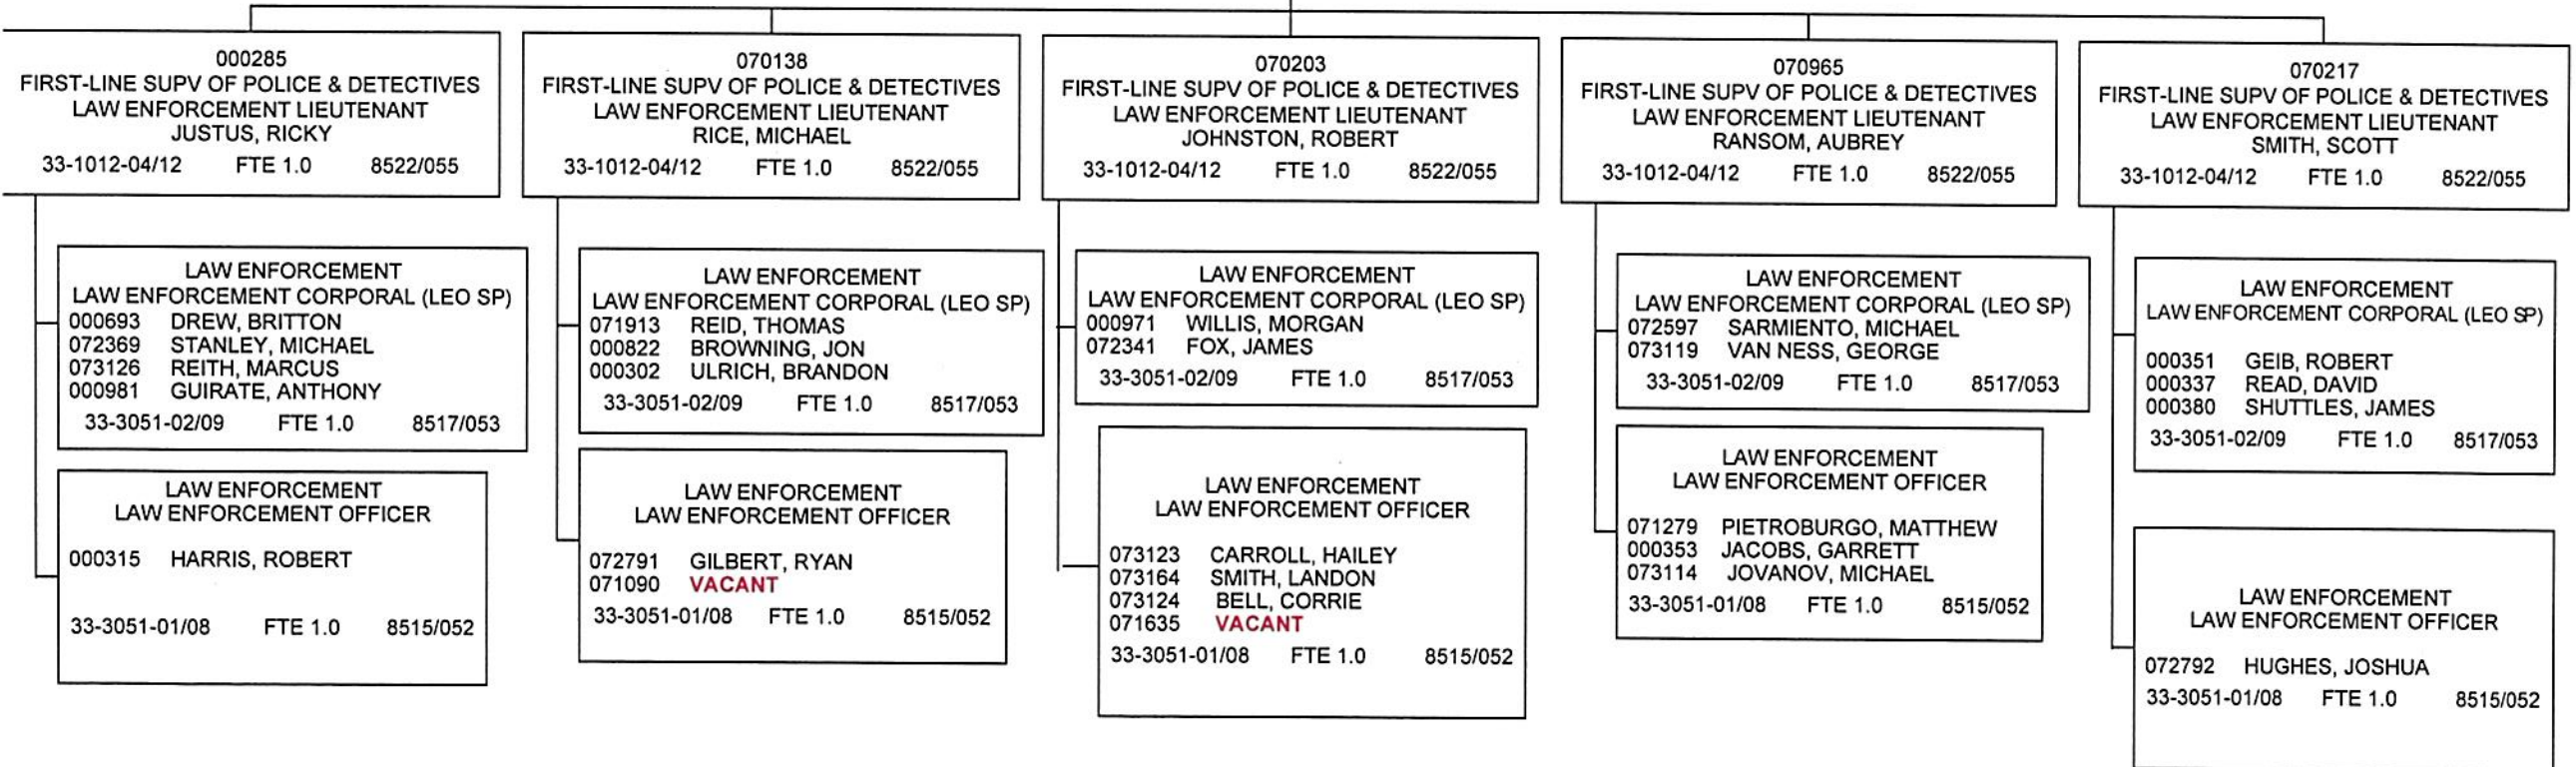 000285
FIRST-LINE SUPV OF POLICE & DETECTIVES
LAW ENFORCEMENT LIEUTENANT
JUSTUS, RICKY
33-1012-04/12 FTE 1.0 8522/055
070138
FIRST-LINE SUPV OF POLICE & DETECTIVES
LAW ENFORCEMENT LIEUTENANT
RICE, MICHAEL
33-1012-04/12 FTE 1.0 8522/055
070203
FIRST-LINE SUPV OF POLICE & DETECTIVES
LAW ENFORCEMENT LIEUTENANT
JOHNSTON, ROBERT
33-1012-04/12 FTE 1.0 8522/055
070965
FIRST-LINE SUPV OF POLICE & DETECTIVES
LAW ENFORCEMENT LIEUTENANT
RANSOM, AUBREY
33-1012-04/12 FTE 1.0 8522/055
070217
FIRST-LINE SUPV OF POLICE & DETECTIVES
LAW ENFORCEMENT LIEUTENANT
SMITH, SCOTT
33-1012-04/12 FTE 1.0 8522/055
LAW ENFORCEMENT
LAW ENFORCEMENT CORPORAL (LEO SP)
000693 DREW, BRITTON
072369 STANLEY, MICHAEL
073126 REITH, MARCUS
000981 GUIRATE, ANTHONY
33-3051-02/09 FTE 1.0 8517/053
LAW ENFORCEMENT
LAW ENFORCEMENT CORPORAL (LEO SP)
071913 REID, THOMAS
000822 BROWNING, JON
000302 ULRICH, BRANDON
33-3051-02/09 FTE 1.0 8517/053
LAW ENFORCEMENT
LAW ENFORCEMENT CORPORAL (LEO SP)
000971 WILLIS, MORGAN
072341 FOX, JAMES
33-3051-02/09 FTE 1.0 8517/053
LAW ENFORCEMENT
LAW ENFORCEMENT CORPORAL (LEO SP)
072597 SARMIENTO, MICHAEL
073119 VAN NESS, GEORGE
33-3051-02/09 FTE 1.0 8517/053
LAW ENFORCEMENT
LAW ENFORCEMENT CORPORAL (LEO SP)
000351 GEIB, ROBERT
000337 READ, DAVID
000380 SHUTTLES, JAMES
33-3051-02/09 FTE 1.0 8517/053
LAW ENFORCEMENT
LAW ENFORCEMENT OFFICER
000315 HARRIS, ROBERT
33-3051-01/08 FTE 1.0 8515/052
LAW ENFORCEMENT
LAW ENFORCEMENT OFFICER
072791 GILBERT, RYAN
071090 VACANT
33-3051-01/08 FTE 1.0 8515/052
LAW ENFORCEMENT
LAW ENFORCEMENT OFFICER
073123 CARROLL, HAILEY
073164 SMITH, LANDON
073124 BELL, CORRIE
071635 VACANT
33-3051-01/08 FTE 1.0 8515/052
LAW ENFORCEMENT
LAW ENFORCEMENT OFFICER
071279 PIETROBURGO, MATTHEW
000353 JACOBS, GARRETT
073114 JOVANOV, MICHAEL
33-3051-01/08 FTE 1.0 8515/052
LAW ENFORCEMENT
LAW ENFORCEMENT OFFICER
072792 HUGHES, JOSHUA
33-3051-01/08 FTE 1.0 8515/052